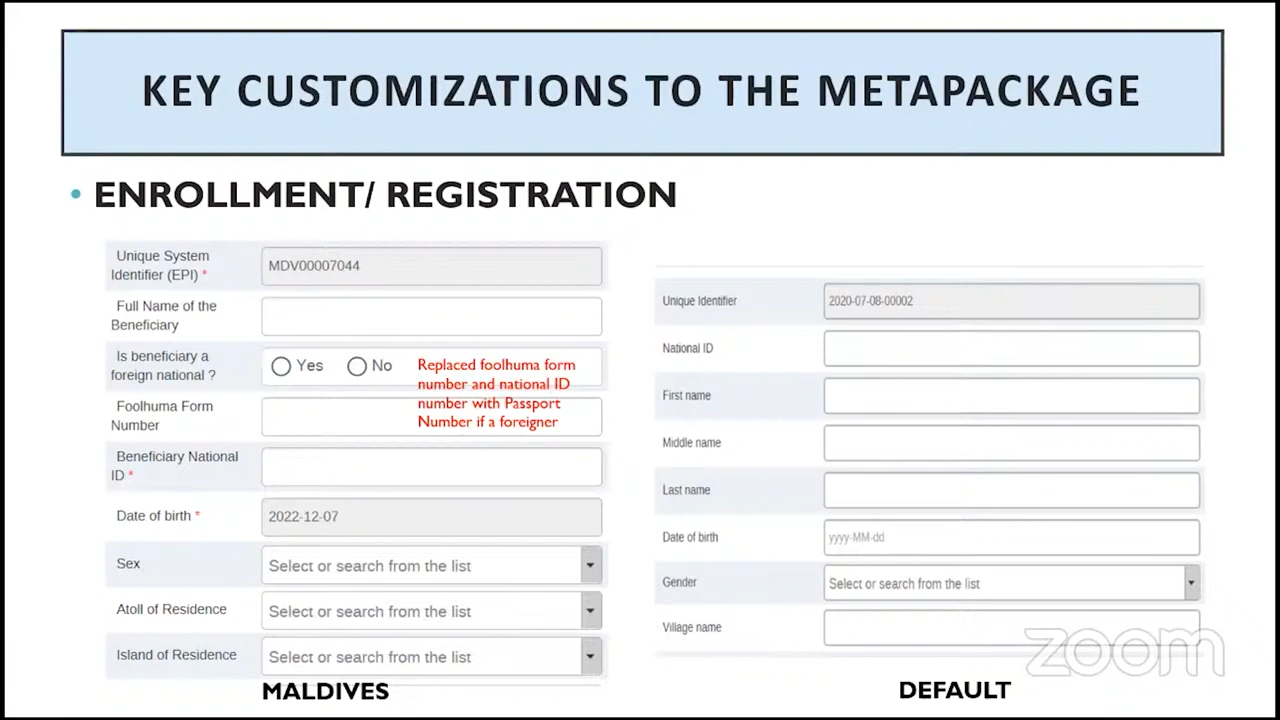 KEY CUSTOMIZATIONS TO THE METAPACKAGE
• ENROLLMENT/ REGISTRATION
Unique System
Identifier (EPI) *
MDV00007044
Full Name of the
Beneficiary
Is beneficiary a
foreign national ?
Yes
No
Replaced foolhuma form
number and national ID
number with Passport
Number if a foreigner
Foolhuma Form
Number
Beneficiary National
ID *
Date of birth *
2022-12-07
Sex
Select or search from the list
Atoll of Residence
Select or search from the list
Island of Residence
Select or search from the list
MALDIVES
Unique Identifier
2020-07-08-00002
National ID
First name
Middle name
Last name
Date of birth
yyyy-MM-dd
Gender
Select or search from the list
Village name
DEFAULT
zoom